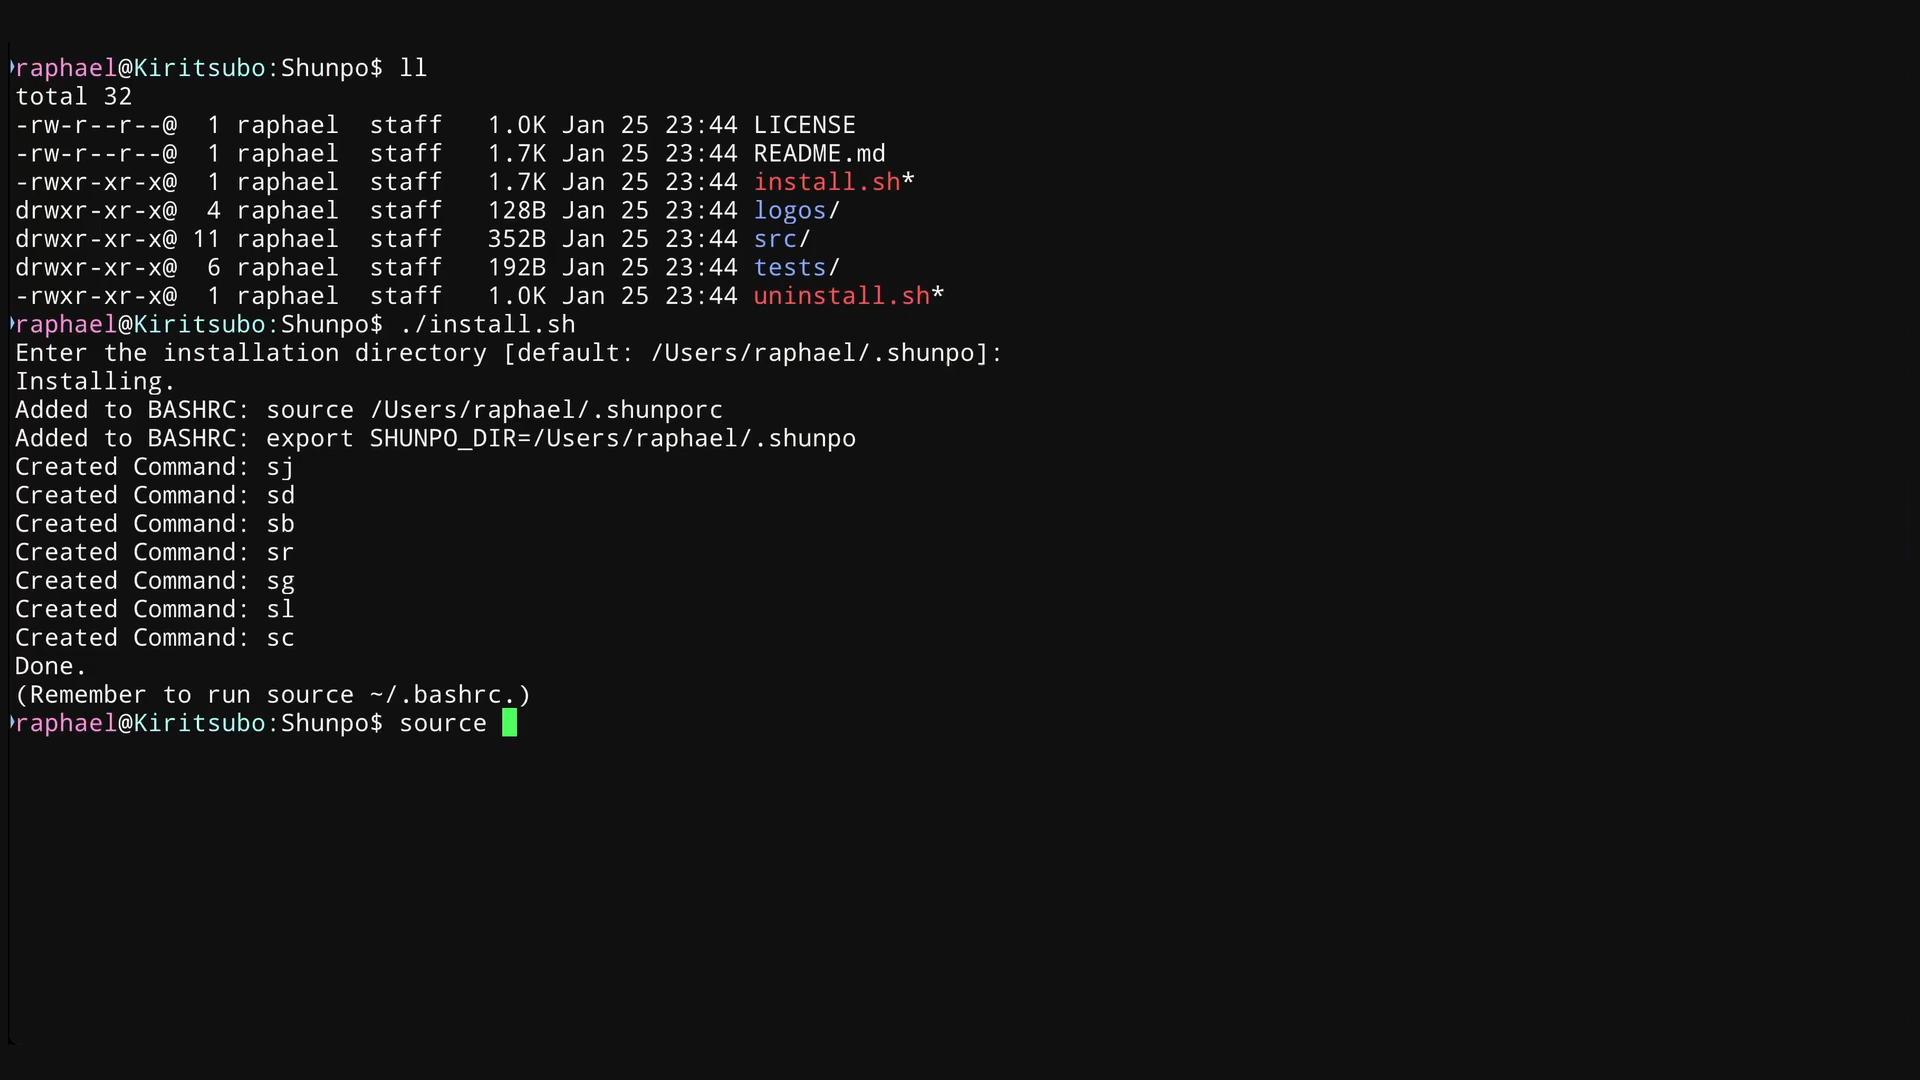 raphael@Kiritsubo:Shunpo$ ll
total 32
-rw-r--r--@  1 raphael  staff   1.0K Jan 25 23:44 LICENSE
-rw-r--r--@  1 raphael  staff   1.7K Jan 25 23:44 README.md
-rwxr-xr-x@  1 raphael  staff   1.7K Jan 25 23:44 install.sh*
drwxr-xr-x@  4 raphael  staff   128B Jan 25 23:44 logos/
drwxr-xr-x@ 11 raphael  staff   352B Jan 25 23:44 src/
drwxr-xr-x@  6 raphael  staff   192B Jan 25 23:44 tests/
-rwxr-xr-x@  1 raphael  staff   1.0K Jan 25 23:44 uninstall.sh*
raphael@Kiritsubo:Shunpo$ ./install.sh
Enter the installation directory [default: /Users/raphael/.shunpo]:
Installing.
Added to BASHRC: source /Users/raphael/.shunporc
Added to BASHRC: export SHUNPO_DIR=/Users/raphael/.shunpo
Created Command: sj
Created Command: sd
Created Command: sb
Created Command: sr
Created Command: sg
Created Command: sl
Created Command: sc
Done.
(Remember to run source ~/.bashrc.)
raphael@Kiritsubo:Shunpo$ source